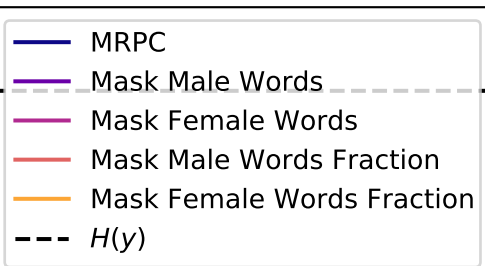 MRPC
Mask Male Words
Mask Female Words
Mask Male Words Fraction
Mask Female Words Fraction
H(y)